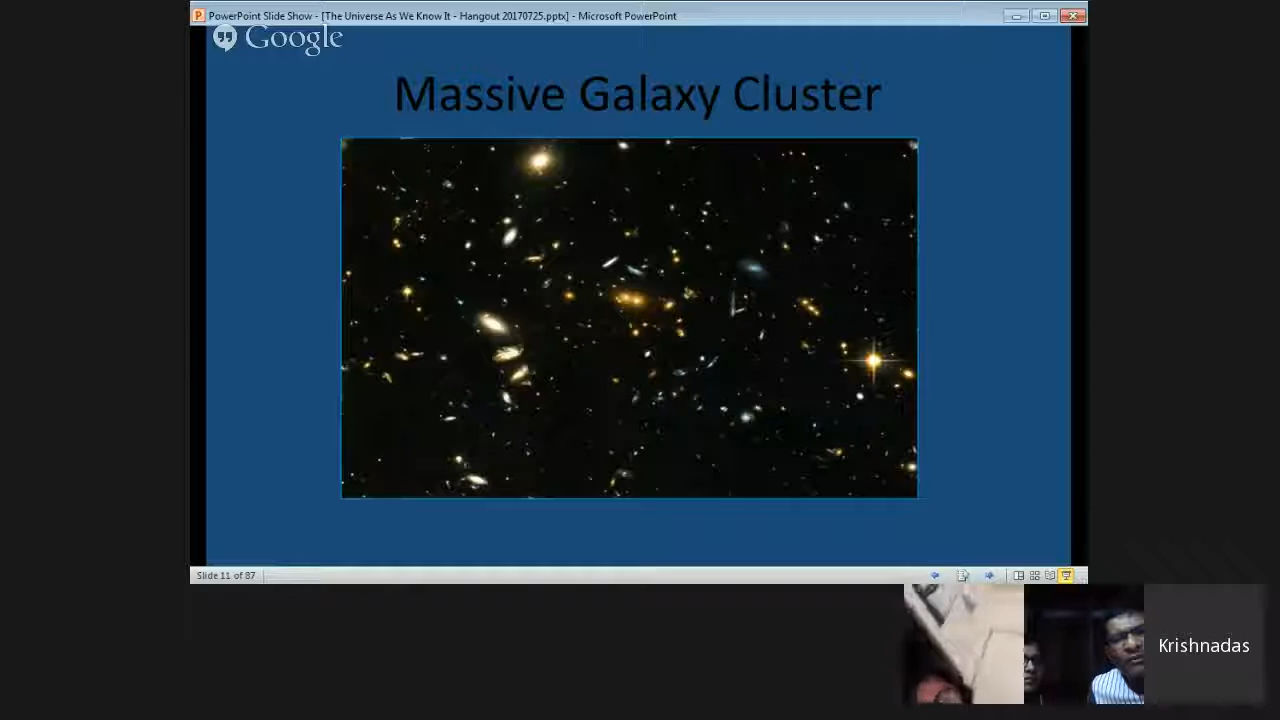 PowerPoint Slide Show - [The Universe As We Know It - Hangout 20170725.pptx] - Microsoft PowerPoint
Google
Massive Galaxy Cluster
Slide 11 of 87
Krishnadas